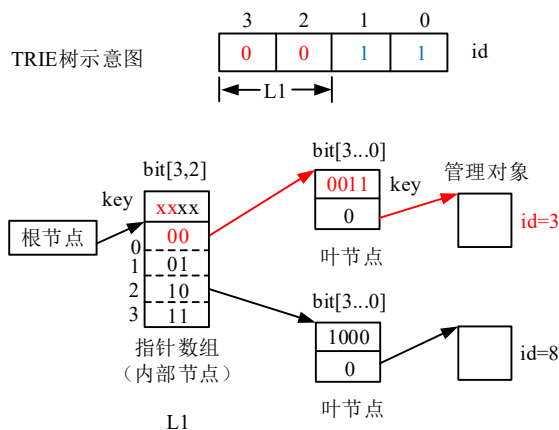 3 2 1 0
TRIE树示意图 0 0 1 1 id
L1
bit[3,2] bit[3...0]
key xxxx 0011 key 管理对象
根节点 00 0 id=3
0
1 01 叶节点
2 10 bit[3...0]
3 11 1000
指针数组 0 id=8
（内部节点） 叶节点
L1